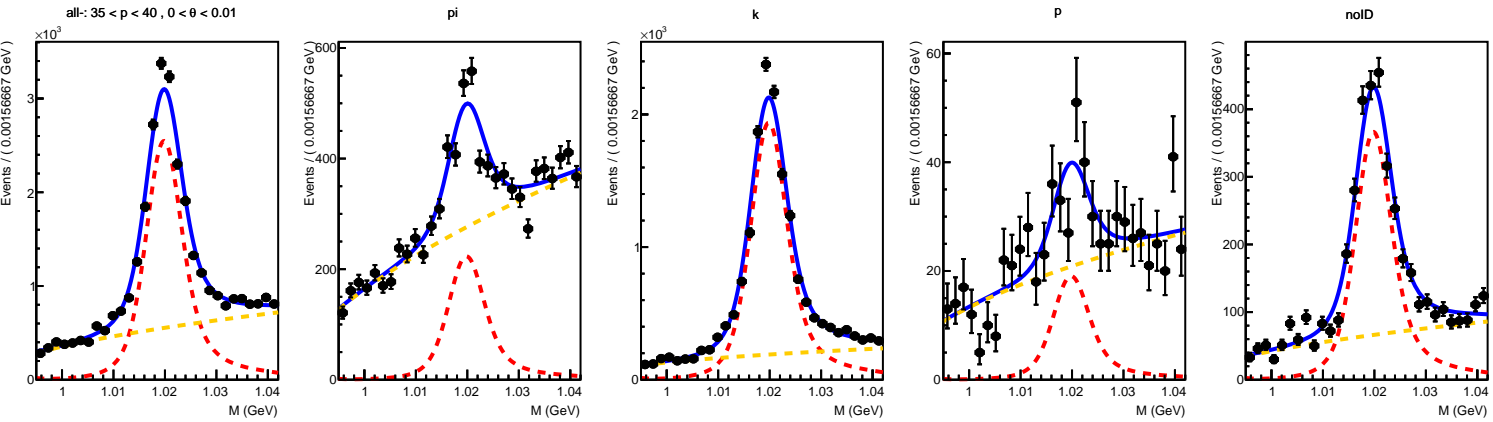 all-: 35 < p < 40 , 0 < θ < 0.01
×10³
Events / ( 0.00156667 GeV )
3
2
1
0
1 1.01 1.02 1.03 1.04
M (GeV)
pi
Events / ( 0.00156667 GeV )
600
400
200
0
1 1.01 1.02 1.03 1.04
M (GeV)
k
×10³
Events / ( 0.00156667 GeV )
2
1
0
1 1.01 1.02 1.03 1.04
M (GeV)
p
Events / ( 0.00156667 GeV )
60
40
20
0
1 1.01 1.02 1.03 1.04
M (GeV)
noID
Events / ( 0.00156667 GeV )
400
300
200
100
0
1 1.01 1.02 1.03 1.04
M (GeV)